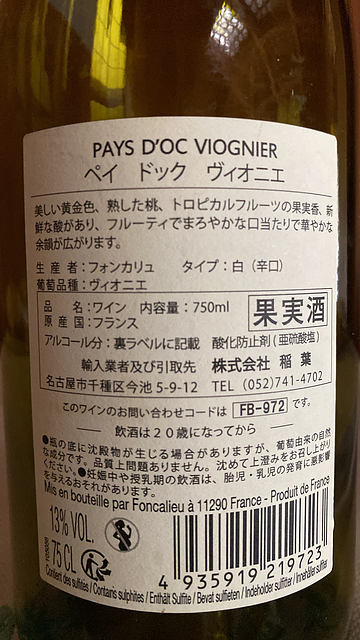 PAYS D'OC VIOGNIER
ペイ ドック ヴィオニエ
美しい黄金色、熟した桃、トロピカルフルーツの果実香、新
鮮な酸があり、フルーティでまろやかな口当たりで華やかな
余韻が広がります。
生 産 者：フォンカリュ タイプ：白（辛口）
葡萄品種：ヴィオニエ
品 名：ワイン 内容量：750ml 果実酒
原 産 国：フランス
アルコール分：裏ラベルに記載 酸化防止剤（亜硫酸塩）
輸入業者及び引取先 株式会社 稲 葉
名古屋市千種区今池 5-9-12 TEL（052）741-4702
このワインのお問い合わせコードは FB-972 です。
飲酒は２０歳になってから
●瓶の底に沈殿物が生じる場合がありますが、葡萄由来の自然
な成分です。品質上問題ありません。沈めて上澄みをお召し上がり
ください。●妊娠中や授乳期の飲酒は、胎児・乳児の発育に悪影響
を与えるおそれがあります。
Mis en bouteille par Foncalieu à 11290 France - Produit de France
13% VOL.
75 CL
4 935919 219723
Contient des sulfites / Contains sulphites / Enthält Sulfite / Bevat sulfieten / Indeholder sulfitter / Innehåller sulfiter